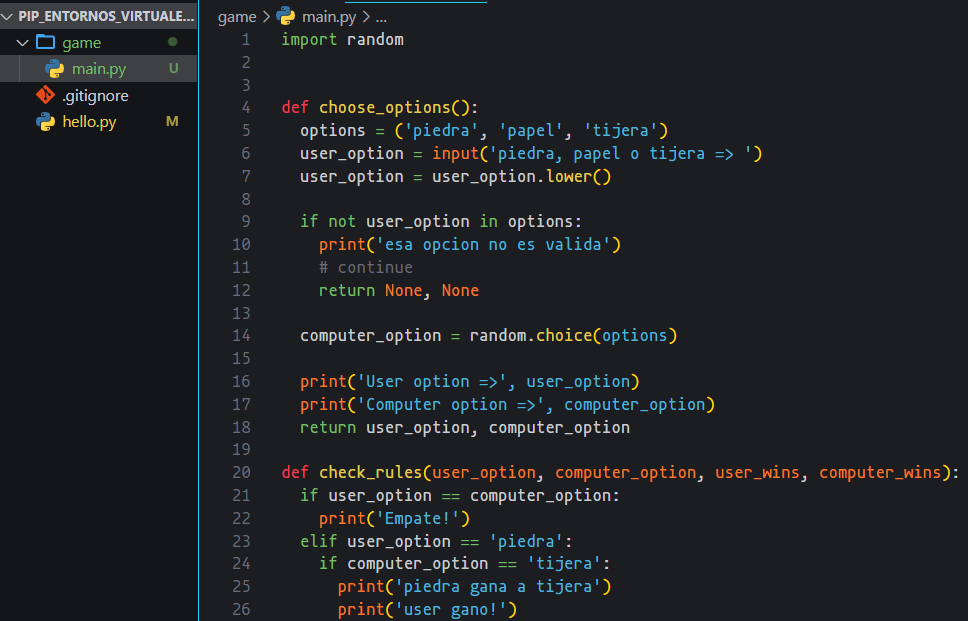 PIP_ENTORNOS_VIRTUALE...
game
main.py U
.gitignore
hello.py M
game > main.py > ...
1 import random
2
3
4 def choose_options():
5   options = ('piedra', 'papel', 'tijera')
6   user_option = input('piedra, papel o tijera => ')
7   user_option = user_option.lower()
8
9   if not user_option in options:
10     print('esa opcion no es valida')
11     # continue
12     return None, None
13
14   computer_option = random.choice(options)
15
16   print('User option =>', user_option)
17   print('Computer option =>', computer_option)
18   return user_option, computer_option
19
20 def check_rules(user_option, computer_option, user_wins, computer_wins):
21   if user_option == computer_option:
22     print('Empate!')
23   elif user_option == 'piedra':
24     if computer_option == 'tijera':
25       print('piedra gana a tijera')
26       print('user gano!')